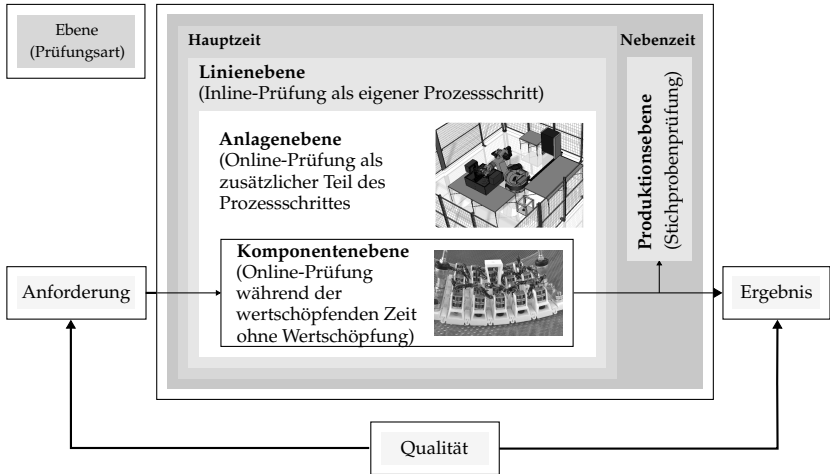 Ebene
(Prüfungsart)
Hauptzeit
Nebenzeit
Linienebene
(Inline-Prüfung als eigener Prozessschritt)
Anlagenebene
(Online-Prüfung als
zusätzlicher Teil des
Prozessschrittes
Produktionsebene
(Stichprobenprüfung)
Komponentenebene
(Online-Prüfung
während der
wertschöpfenden Zeit
ohne Wertschöpfung)
Anforderung
Ergebnis
Qualität